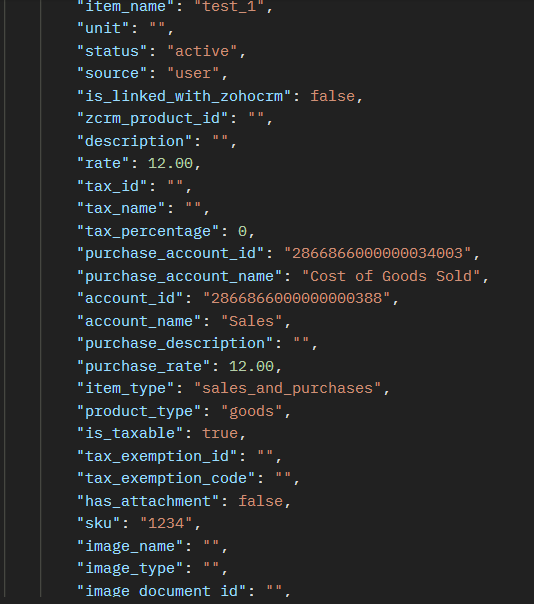 "item_name": "test_1",
"unit": "",
"status": "active",
"source": "user",
"is_linked_with_zohocrm": false,
"zcrm_product_id": "",
"description": "",
"rate": 12.00,
"tax_id": "",
"tax_name": "",
"tax_percentage": 0,
"purchase_account_id": "2866866000000034003",
"purchase_account_name": "Cost of Goods Sold",
"account_id": "2866866000000000388",
"account_name": "Sales",
"purchase_description": "",
"purchase_rate": 12.00,
"item_type": "sales_and_purchases",
"product_type": "goods",
"is_taxable": true,
"tax_exemption_id": "",
"tax_exemption_code": "",
"has_attachment": false,
"sku": "1234",
"image_name": "",
"image_type": "",
"image_document_id": "",